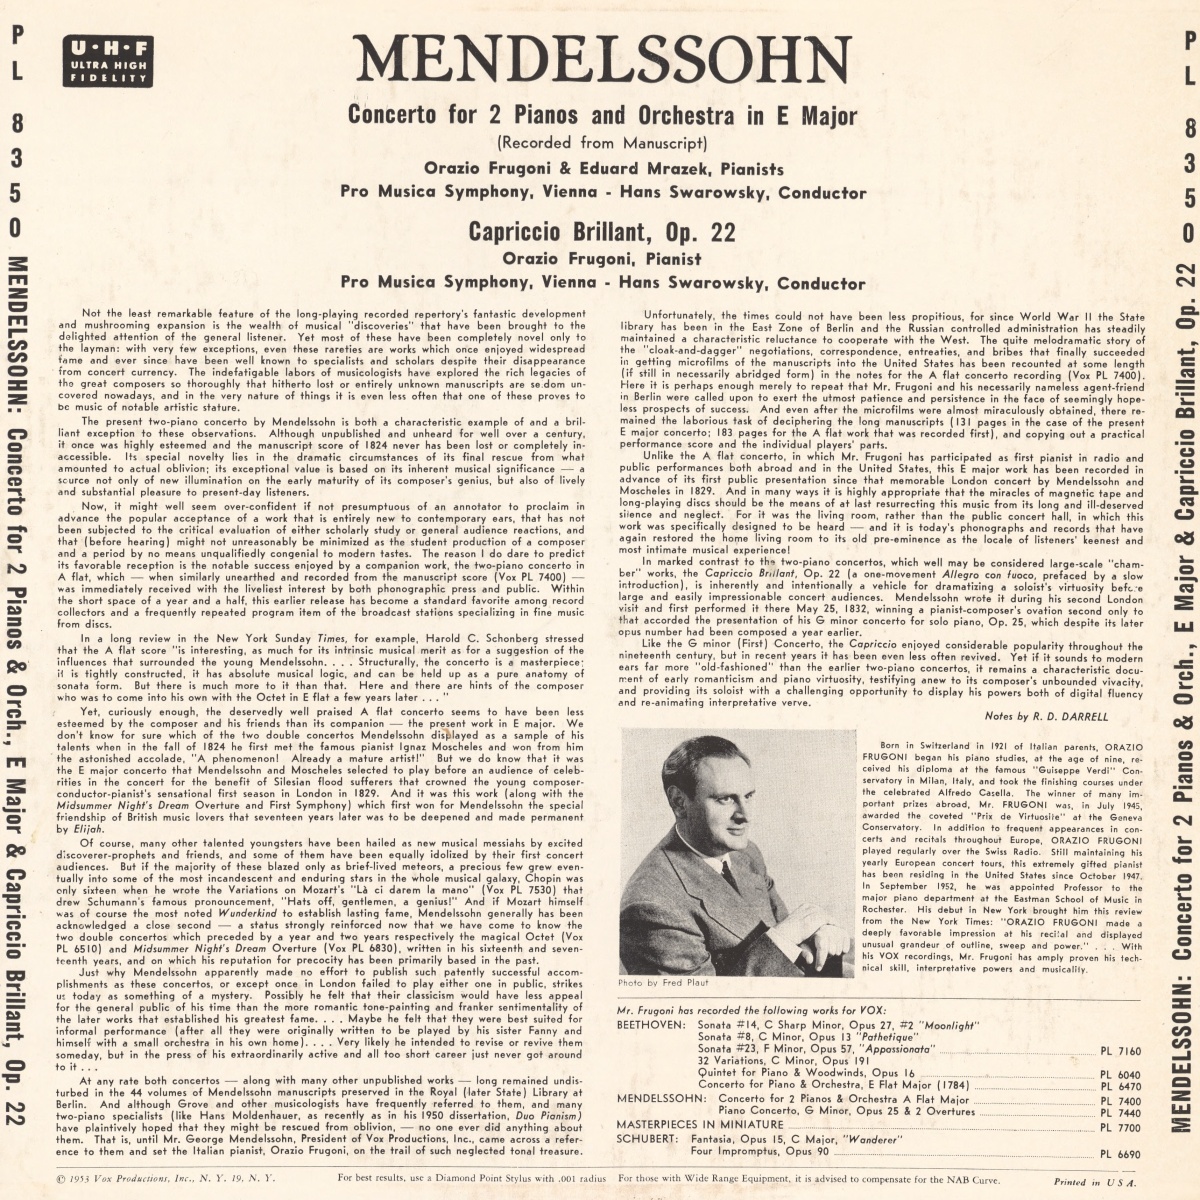 PL 8350 MENDELSSOHN: Concerto for 2 Pianos & Orch., E Major & Capriccio Brillant, Op. 22
U·H·F
ULTRA HIGH
FIDELITY
MENDELSSOHN
Concerto for 2 Pianos and Orchestra in E Major
(Recorded from Manuscript)
Orazio Frugoni & Eduard Mrazek, Pianists
Pro Musica Symphony, Vienna - Hans Swarowsky, Conductor
Capriccio Brillant, Op. 22
Orazio Frugoni, Pianist
Pro Musica Symphony, Vienna - Hans Swarowsky, Conductor
Not the least remarkable feature of the long-playing recorded repertory's fantastic development
and mushrooming expansion is the wealth of musical "discoveries" that have been brought to the
delighted attention of the general listener. Yet most of these have been completely novel only to
the layman: with very few exceptions, even these rarities are works which once enjoyed widespread
fame and ever since have been well known to specialists and scholars despite their disappearance
from concert currency. The indefatigable labors of musicologists have explored the rich legacies of
the great composers so thoroughly that hitherto lost or entirely unknown manuscripts are se.dom un-
covered nowadays, and in the very nature of things it is even less often that one of these proves to
be music of notable artistic stature.
The present two-piano concerto by Mendelssohn is both a characteristic example of and a bril-
liant exception to these observations. Although unpublished and unheard for well over a century,
it once was highly esteemed and the manuscript score of 1824 never has been lost or completely in-
accessible. Its special novelty lies in the dramatic circumstances of its final rescue from what
amounted to actual oblivion; its exceptional value is based on its inherent musical significance — a
source not only of new illumination on the early maturity of its composer's genius, but also of lively
and substantial pleasure to present-day listeners.
Now, it might well seem over-confident if not presumptuous of an annotator to proclaim in
advance the popular acceptance of a work that is entirely new to contemporary ears, that has not
been subjected to the critical evaluation of either scholarly study or general audience reactions, and
that (before hearing) might not unreasonably be minimized as the student production of a composer
and a period by no means unqualifiedly congenial to modern tastes. The reason I do dare to predict
its favorable reception is the notable success enjoyed by a companion work, the two-piano concerto in
A flat, which — when similarly unearthed and recorded from the manuscript score (Vox PL 7400) —
was immediately received with the liveliest interest by both phonographic press and public. Within
the short space of a year and a half, this earlier release has become a standard favorite among record
collectors and a frequently repeated program item of the broadcast stations specializing in fine music
from discs.
In a long review in the New York Sunday Times, for example, Harold C. Schonberg stressed
that the A flat score "is interesting, as much for its intrinsic musical merit as for a suggestion of the
influences that surrounded the young Mendelssohn. . . . Structurally, the concerto is a masterpiece;
it is tightly constructed, it has absolute musical logic, and can be held up as a pure anatomy of
sonata form. But there is much more to it than that. Here and there are hints of the composer
who was to come into his own with the Octet in E flat a few years later . . . "
Yet, curiously enough, the deservedly well praised A flat concerto seems to have been less
esteemed by the composer and his friends than its companion — the present work in E major. We
don't know for sure which of the two double concertos Mendelssohn displayed as a sample of his
talents when in the fall of 1824 he first met the famous pianist Ignaz Moscheles and won from him
the astonished accolade, "A phenomenon! Already a mature artist!" But we do know that it was
the E major concerto that Mendelssohn and Moscheles selected to play before an audience of celeb-
rities in the concert for the benefit of Silesian flood sufferers that crowned the young composer-
conductor-pianist's sensational first season in London in 1829. And it was this work (along with the
Midsummer Night's Dream Overture and First Symphony) which first won for Mendelssohn the special
friendship of British music lovers that seventeen years later was to be deepened and made permanent
by Elijah.
Of course, many other talented youngsters have been hailed as new musical messiahs by excited
discoverer-prophets and friends, and some of them have been equally idolized by their first concert
audiences. But if the majority of these blazed only as brief-lived meteors, a precious few grew even-
tually into some of the most incandescent and enduring stars in the whole musical galaxy, Chopin was
only sixteen when he wrote the Variations on Mozart's "Là ci darem la mano" (Vox PL 7530) that
drew Schumann's famous pronouncement, "Hats off, gentlemen, a genius!" And if Mozart himself
was of course the most noted Wunderkind to establish lasting fame, Mendelssohn generally has been
acknowledged a close second — a status strongly reinforced now that we have come to know the
two double concertos which preceded by a year and two years respectively the magical Octet (Vox
PL 6510) and Midsummer Night's Dream Overture (Vox PL 6830), written in his sixteenth and seven-
teenth years, and on which his reputation for precocity has been primarily based in the past.
Just why Mendelssohn apparently made no effort to publish such patently successful accom-
plishments as these concertos, or except once in London failed to play either one in public, strikes
us today as something of a mystery. Possibly he felt that their classicism would have less appeal
for the general public of his time than the more romantic tone-painting and franker sentimentality of
the later works that established his greatest fame. . . . Maybe he felt that they were best suited for
informal performance (after all they were originally written to be played by his sister Fanny and
himself with a small orchestra in his own home). . . . Very likely he intended to revise or revive them
someday, but in the press of his extraordinarily active and all too short career just never got around
to it . . .
At any rate both concertos — along with many other unpublished works — long remained undis-
turbed in the 44 volumes of Mendelssohn manuscripts preserved in the Royal (later State) Library at
Berlin. And although Grove and other musicologists have frequently referred to them, and many
two-piano specialists (like Hans Moldenhauer, as recently as in his 1950 dissertation, Duo Pianism)
have plaintively hoped that they might be rescued from oblivion, — no one ever did anything about
them. That is, until Mr. George Mendelssohn, President of Vox Productions, Inc., came across a refer-
ence to them and set the Italian pianist, Orazio Frugoni, on the trail of such neglected tonal treasure.
Unfortunately, the times could not have been less propitious, for since World War II the State
library has been in the East Zone of Berlin and the Russian controlled administration has steadily
maintained a characteristic reluctance to cooperate with the West. The quite melodramatic story of
the "cloak-and-dagger" negotiations, correspondence, entreaties, and bribes that finally succeeded
in getting microfilms of the manuscripts into the United States has been recounted at some length
(if still in necessarily abridged form) in the notes for the A flat concerto recording (Vox PL 7400).
Here it is perhaps enough merely to repeat that Mr. Frugoni and his necessarily nameless agent-friend
in Berlin were called upon to exert the utmost patience and persistence in the face of seemingly hope-
less prospects of success. And even after the microfilms were almost miraculously obtained, there re-
mained the laborious task of deciphering the long manuscripts (131 pages in the case of the present
E major concerto; 183 pages for the A flat work that was recorded first), and copying out a practical
performance score and the individual players' parts.
Unlike the A flat concerto, in which Mr. Frugoni has participated as first pianist in radio and
public performances both abroad and in the United States, this E major work has been recorded in
advance of its first public presentation since that memorable London concert by Mendelssohn and
Moscheles in 1829. And in many ways it is highly appropriate that the miracles of magnetic tape and
long-playing discs should be the means of at last resurrecting this music from its long and ill-deserved
silence and neglect. For it was the living room, rather than the public concert hall, in which this
work was specifically designed to be heard — and it is today's phonographs and records that have
again restored the home living room to its old pre-eminence as the locale of listeners' keenest and
most intimate musical experience!
In marked contrast to the two-piano concertos, which well may be considered large-scale "cham-
ber" works, the Capriccio Brillant, Op. 22 (a one-movement Allegro con fuoco, prefaced by a slow
introduction), is inherently and intentionally a vehicle for dramatizing a soloist's virtuosity before
large and easily impressionable concert audiences. Mendelssohn wrote it during his second London
visit and first performed it there May 25, 1832, winning a pianist-composer's ovation second only to
that accorded the presentation of his G minor concerto for solo piano, Op. 25, which despite its later
opus number had been composed a year earlier.
Like the G minor (First) Concerto, the Capriccio enjoyed considerable popularity throughout the
nineteenth century, but in recent years it has been even less often revived. Yet if it sounds to modern
ears far more "old-fashioned" than the earlier two-piano concertos, it remains a characteristic docu-
ment of early romanticism and piano virtuosity, testifying anew to its composer's unbounded vivacity,
and providing its soloist with a challenging opportunity to display his powers both of digital fluency
and re-animating interpretative verve.
Notes by R. D. DARRELL
Photo by Fred Plaut
Born in Switzerland in 1921 of Italian parents, ORAZIO
FRUGONI began his piano studies, at the age of nine, re-
ceived his diploma at the famous "Guiseppe Verdi" Con-
servatory in Milan, Italy, and took the finishing courses under
the celebrated Alfredo Casella. The winner of many im-
portant prizes abroad, Mr. FRUGONI was, in July 1945,
awarded the coveted "Prix de Virtuosite" at the Geneva
Conservatory. In addition to frequent appearances in con-
certs and recitals throughout Europe, ORAZIO FRUGONI
played regularly over the Swiss Radio. Still maintaining his
yearly European concert tours, this extremely gifted pianist
has been residing in the United States since October 1947.
In September 1952, he was appointed Professor to the
major piano department at the Eastman School of Music in
Rochester. His debut in New York brought him this review
from the New York Times: "ORAZIO FRUGONI made a
deeply favorable impression at his recital and displayed
unusual grandeur of outline, sweep and power." . . . With
his VOX recordings, Mr. Frugoni has amply proven his tech-
nical skill, interpretative powers and musicality.
Mr. Frugoni has recorded the following works for VOX:
BEETHOVEN: Sonata #14, C Sharp Minor, Opus 27, #2 "Moonlight"
Sonata #8, C Minor, Opus 13 "Pathetique"
Sonata #23, F Minor, Opus 57, "Appassionata" PL 7160
32 Variations, C Minor, Opus 191
Quintet for Piano & Woodwinds, Opus 16 PL 6040
Concerto for Piano & Orchestra, E Flat Major (1784) PL 6470
MENDELSSOHN: Concerto for 2 Pianos & Orchestra A Flat Major PL 7400
Piano Concerto, G Minor, Opus 25 & 2 Overtures PL 7440
MASTERPIECES IN MINIATURE PL 7700
SCHUBERT: Fantasia, Opus 15, C Major, "Wanderer"
Four Impromptus, Opus 90 PL 6690
© 1953 Vox Productions, Inc., N. Y. 19, N. Y. For best results, use a Diamond Point Stylus with .001 radius For those with Wide Range Equipment, it is advised to compensate for the NAB Curve. Printed in U S A.
PL 8350 MENDELSSOHN: Concerto for 2 Pianos & Orch., E Major & Capriccio Brillant, Op. 22